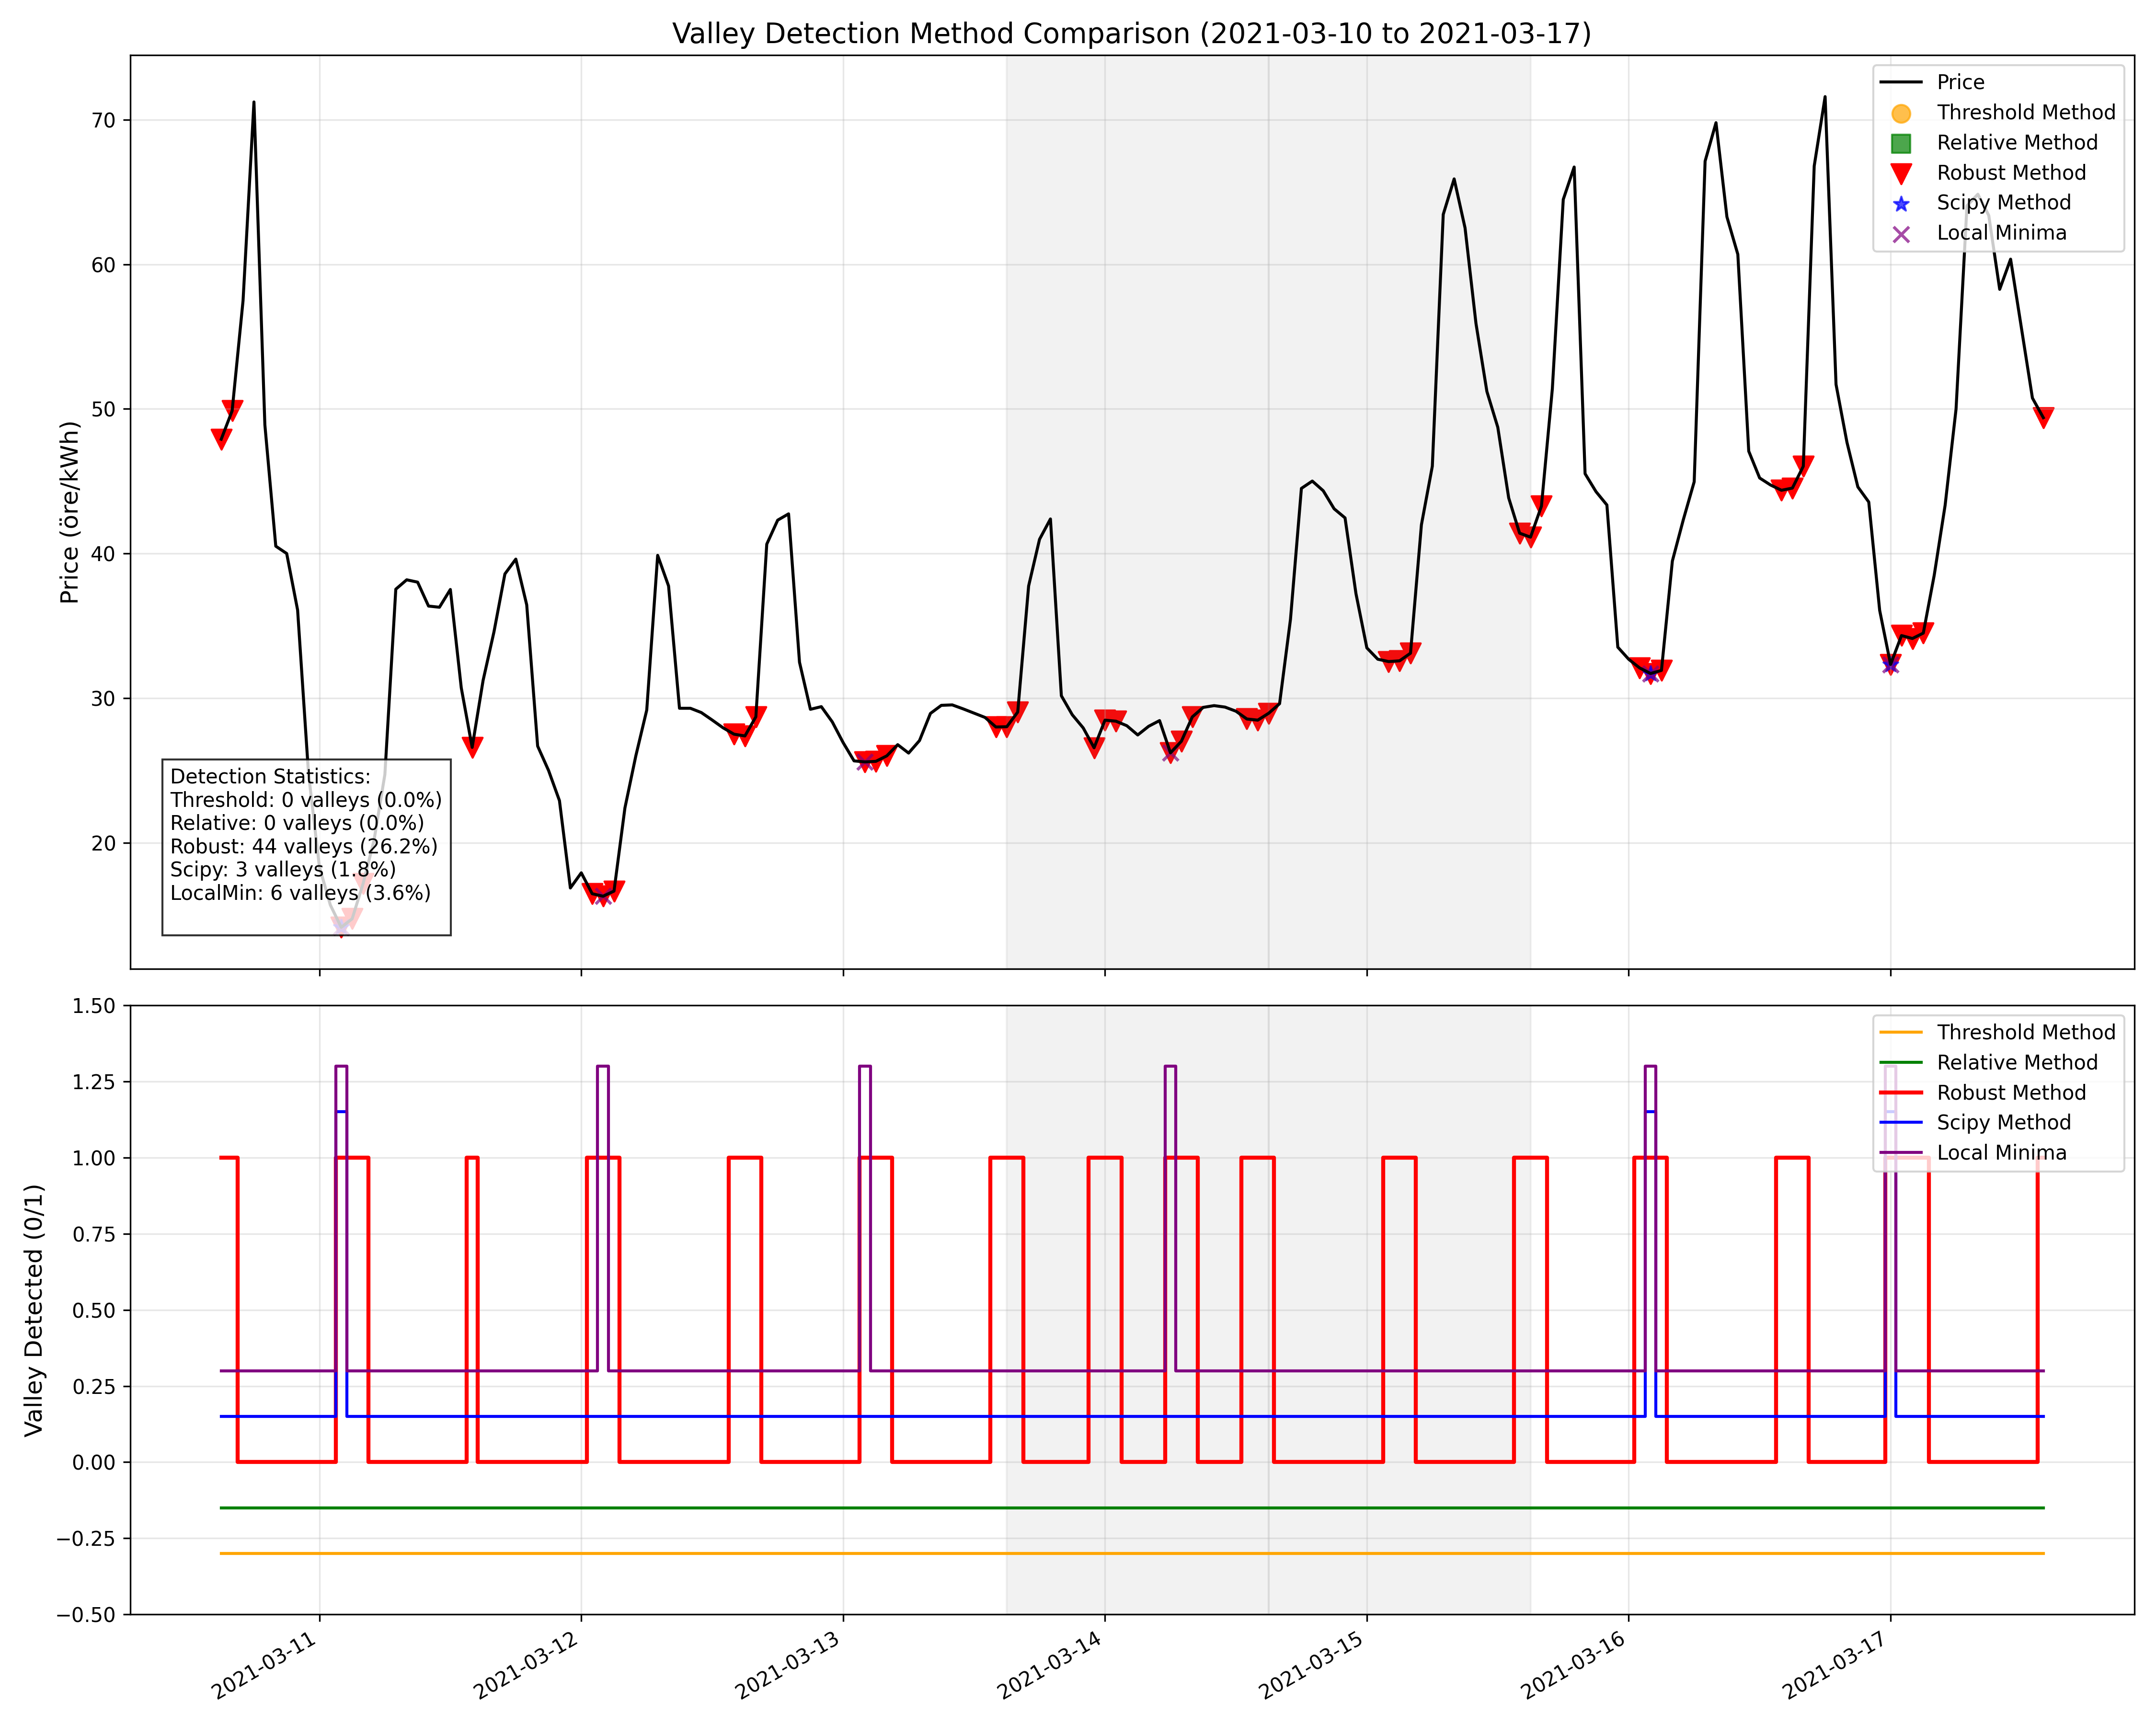 Valley Detection Method Comparison (2021-03-10 to 2021-03-17)
Price
Threshold Method
Relative Method
Robust Method
Scipy Method
Local Minima
70
60
50
40
30
20
Price (öre/kWh)
Detection Statistics:
Threshold: 0 valleys (0.0%)
Relative: 0 valleys (0.0%)
Robust: 44 valleys (26.2%)
Scipy: 3 valleys (1.8%)
LocalMin: 6 valleys (3.6%)
1.50
1.25
1.00
0.75
0.50
0.25
0.00
−0.25
−0.50
Valley Detected (0/1)
Threshold Method
Relative Method
Robust Method
Scipy Method
Local Minima
2021-03-11
2021-03-12
2021-03-13
2021-03-14
2021-03-15
2021-03-16
2021-03-17